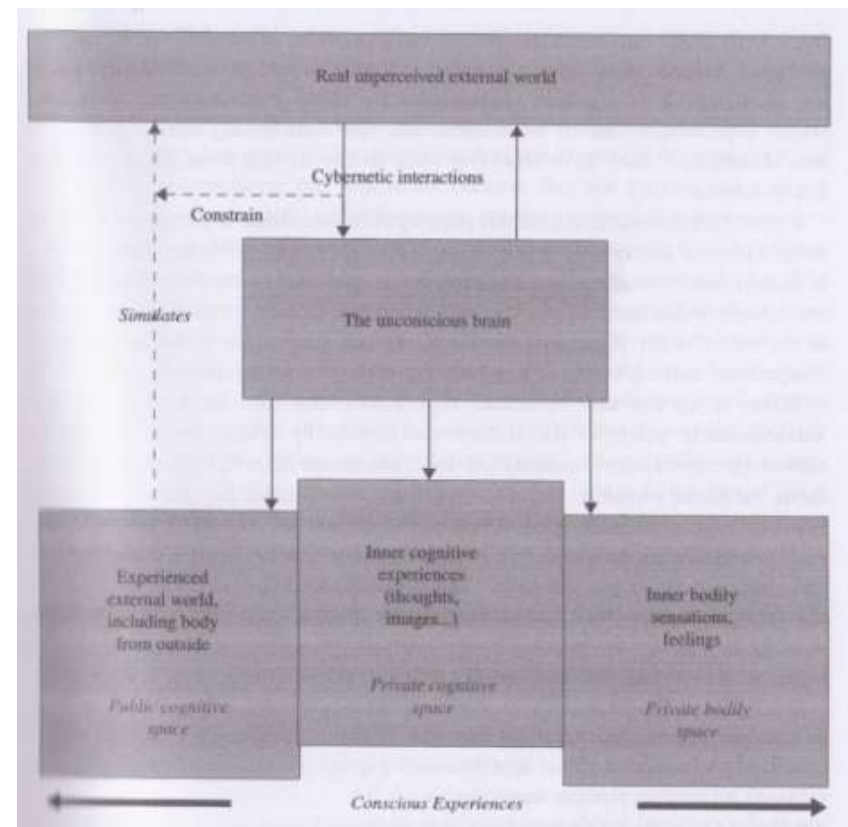 Real unperceived external world
Cybernetic interactions
Constrain
Simulates
The unconscious brain
Experienced
external world,
including body
from outside
Public cognitive
space
Inner cognitive
experiences
(thoughts,
images...)
Private cognitive
space
Inner bodily
sensations,
feelings
Private bodily
space
Conscious Experiences